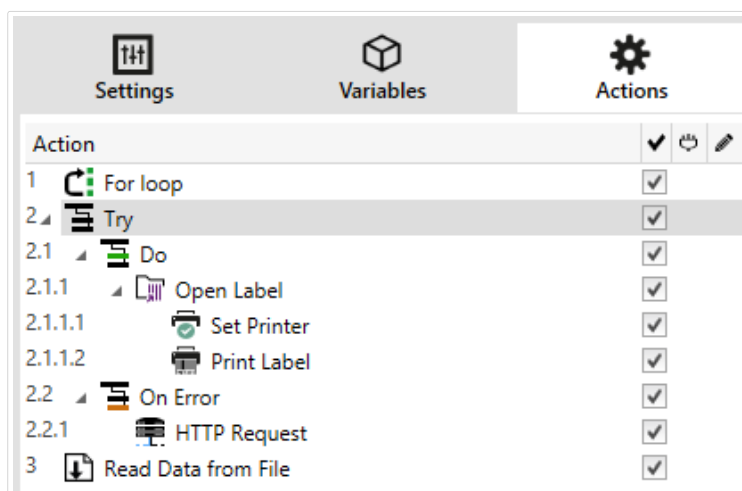 Settings Variables Actions
Action
1 For loop
2 Try
2.1 Do
2.1.1 Open Label
2.1.1.1 Set Printer
2.1.1.2 Print Label
2.2 On Error
2.2.1 HTTP Request
3 Read Data from File